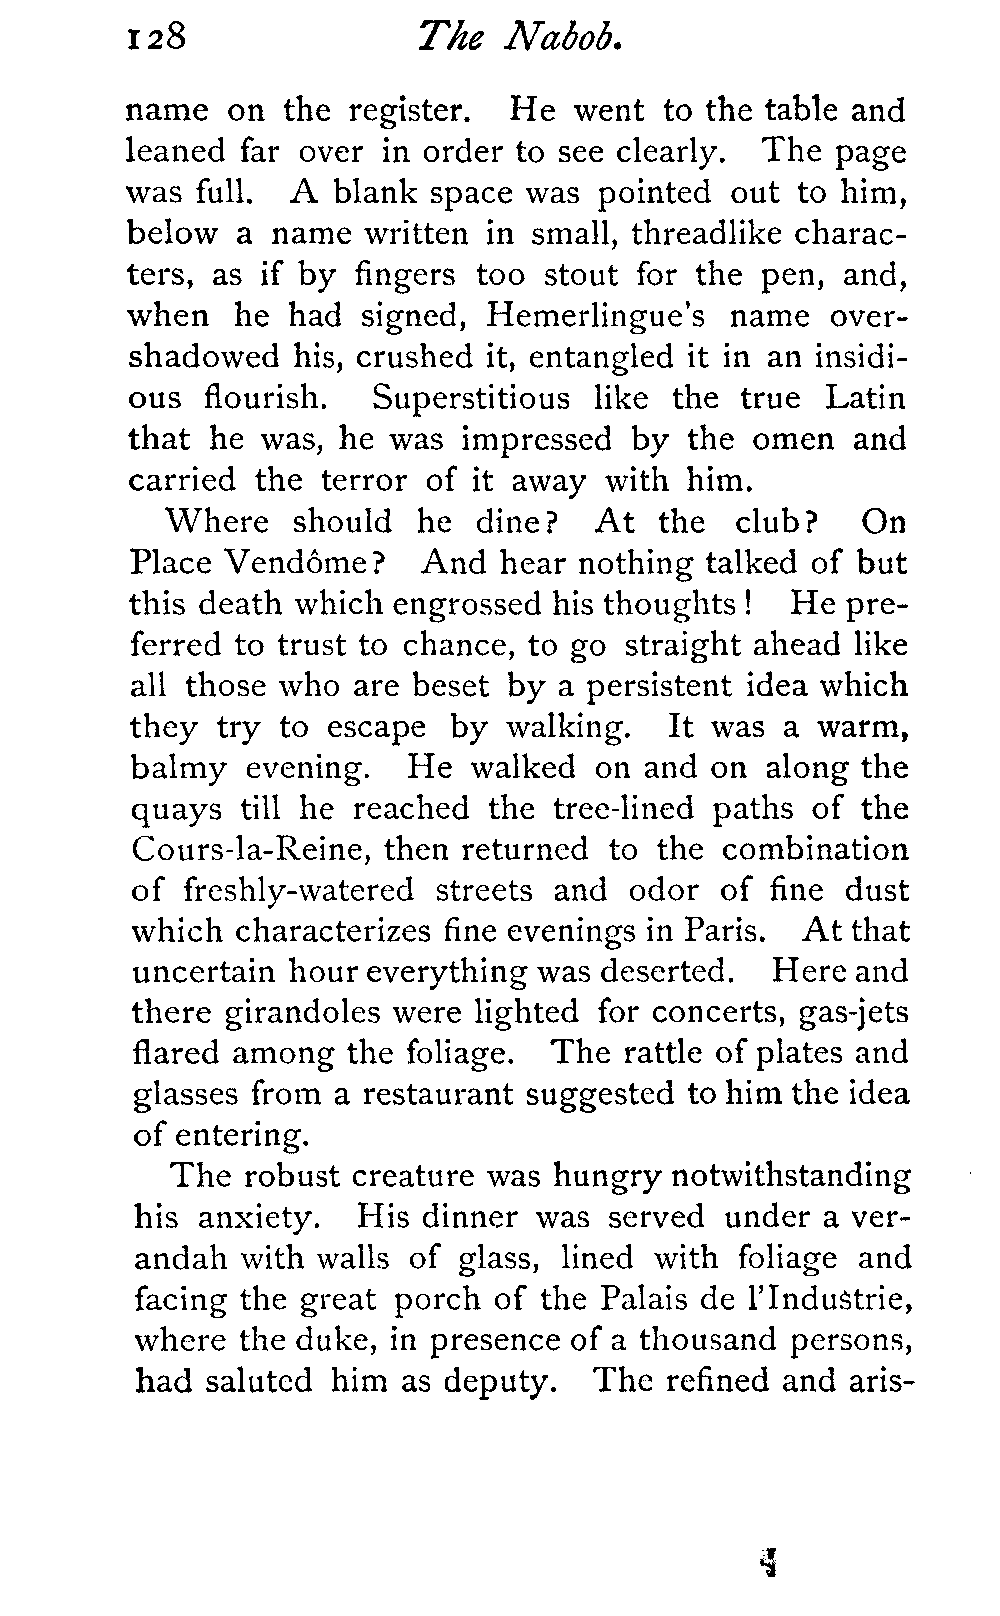 128 The Nabob.
name on the register. He went to the table and
leaned far over in order to see clearly. The page
was full. A blank space was pointed out to him,
below a name written in small, threadlike charac-
ters, as if by fingers too stout for the pen, and,
when he had signed, Hemerlingue's name over-
shadowed his, crushed it, entangled it in an insidi-
ous flourish. Superstitious like the true Latin
that he was, he was impressed by the omen and
carried the terror of it away with him.
Where should he dine? At the club? On
Place Vendôme? And hear nothing talked of but
this death which engrossed his thoughts! He pre-
ferred to trust to chance, to go straight ahead like
all those who are beset by a persistent idea which
they try to escape by walking. It was a warm,
balmy evening. He walked on and on along the
quays till he reached the tree-lined paths of the
Cours-la-Reine, then returned to the combination
of freshly-watered streets and odor of fine dust
which characterizes fine evenings in Paris. At that
uncertain hour everything was deserted. Here and
there girandoles were lighted for concerts, gas-jets
flared among the foliage. The rattle of plates and
glasses from a restaurant suggested to him the idea
of entering.
The robust creature was hungry notwithstanding
his anxiety. His dinner was served under a ver-
andah with walls of glass, lined with foliage and
facing the great porch of the Palais de l'Industrie,
where the duke, in presence of a thousand persons,
had saluted him as deputy. The refined and aris-